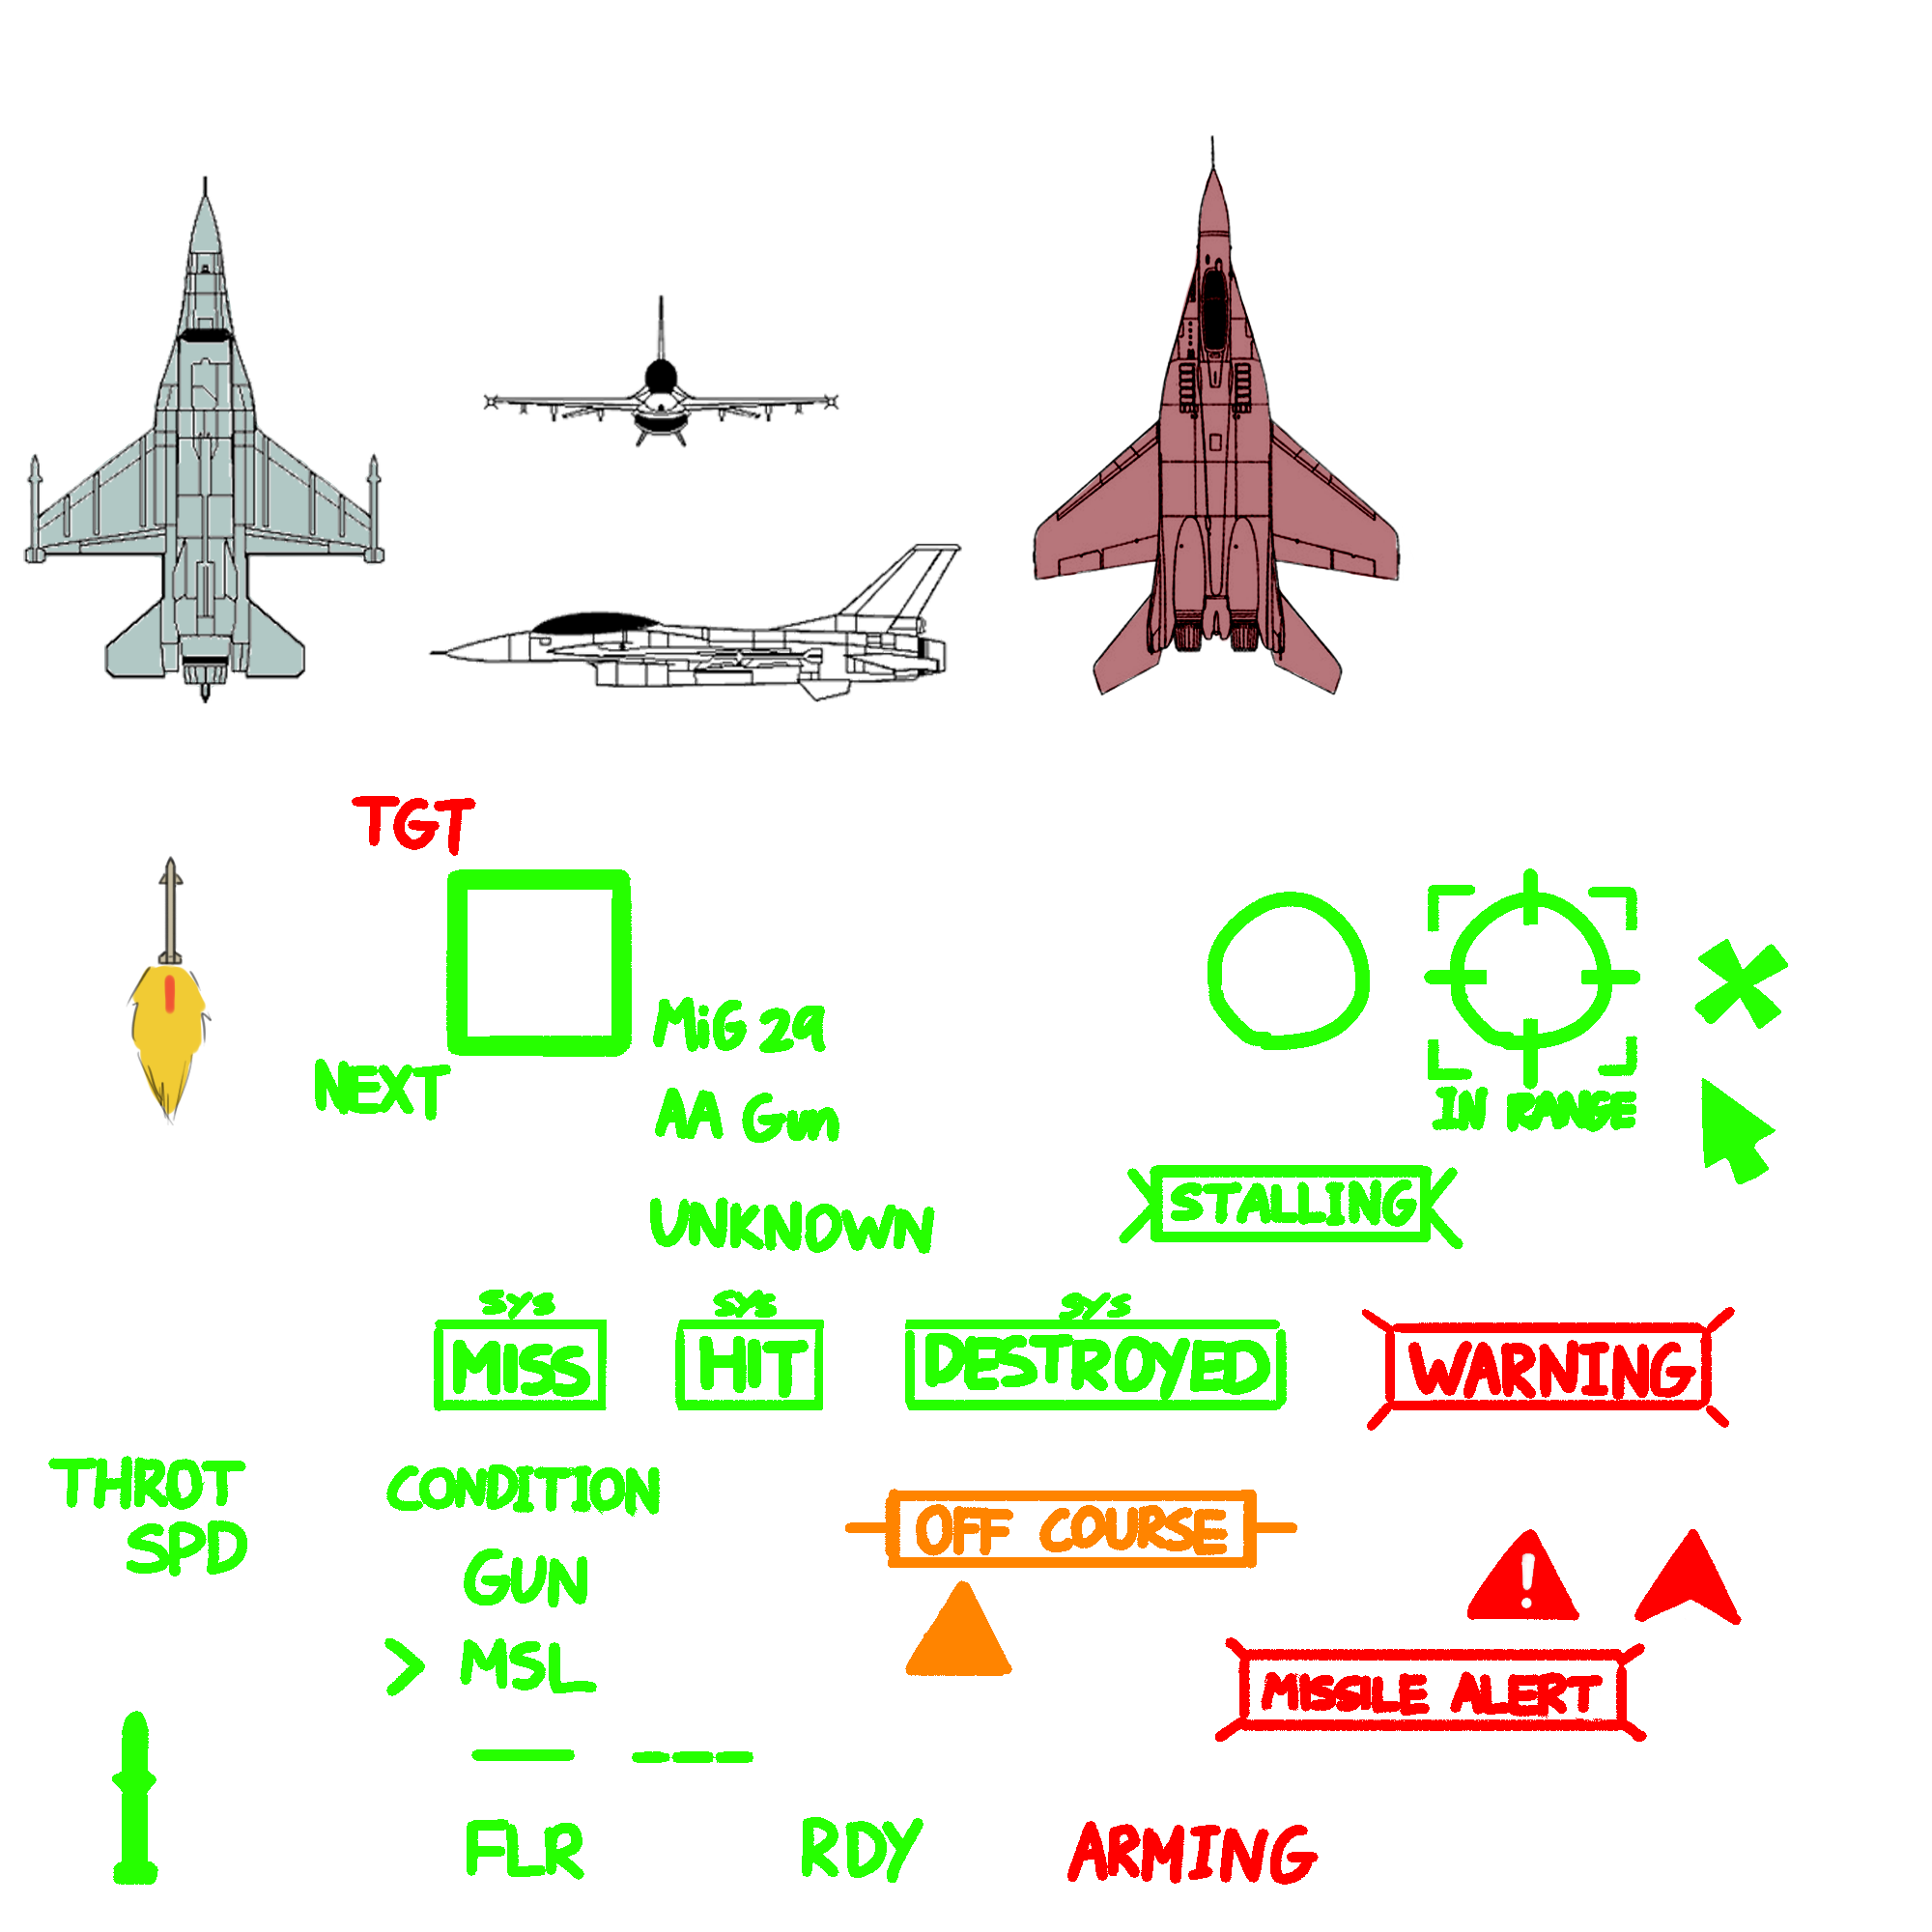 TGT
MiG 29
NEXT
AA Gun
IN RANGE
UNKNOWN
STALLING
SYS
MISS
SYS
HIT
SYS
DESTROYED
WARNING
THROT
SPD
CONDITION
GUN
> MSL
OFF COURSE
!
MISSILE ALERT
FLR
RDY
ARMING